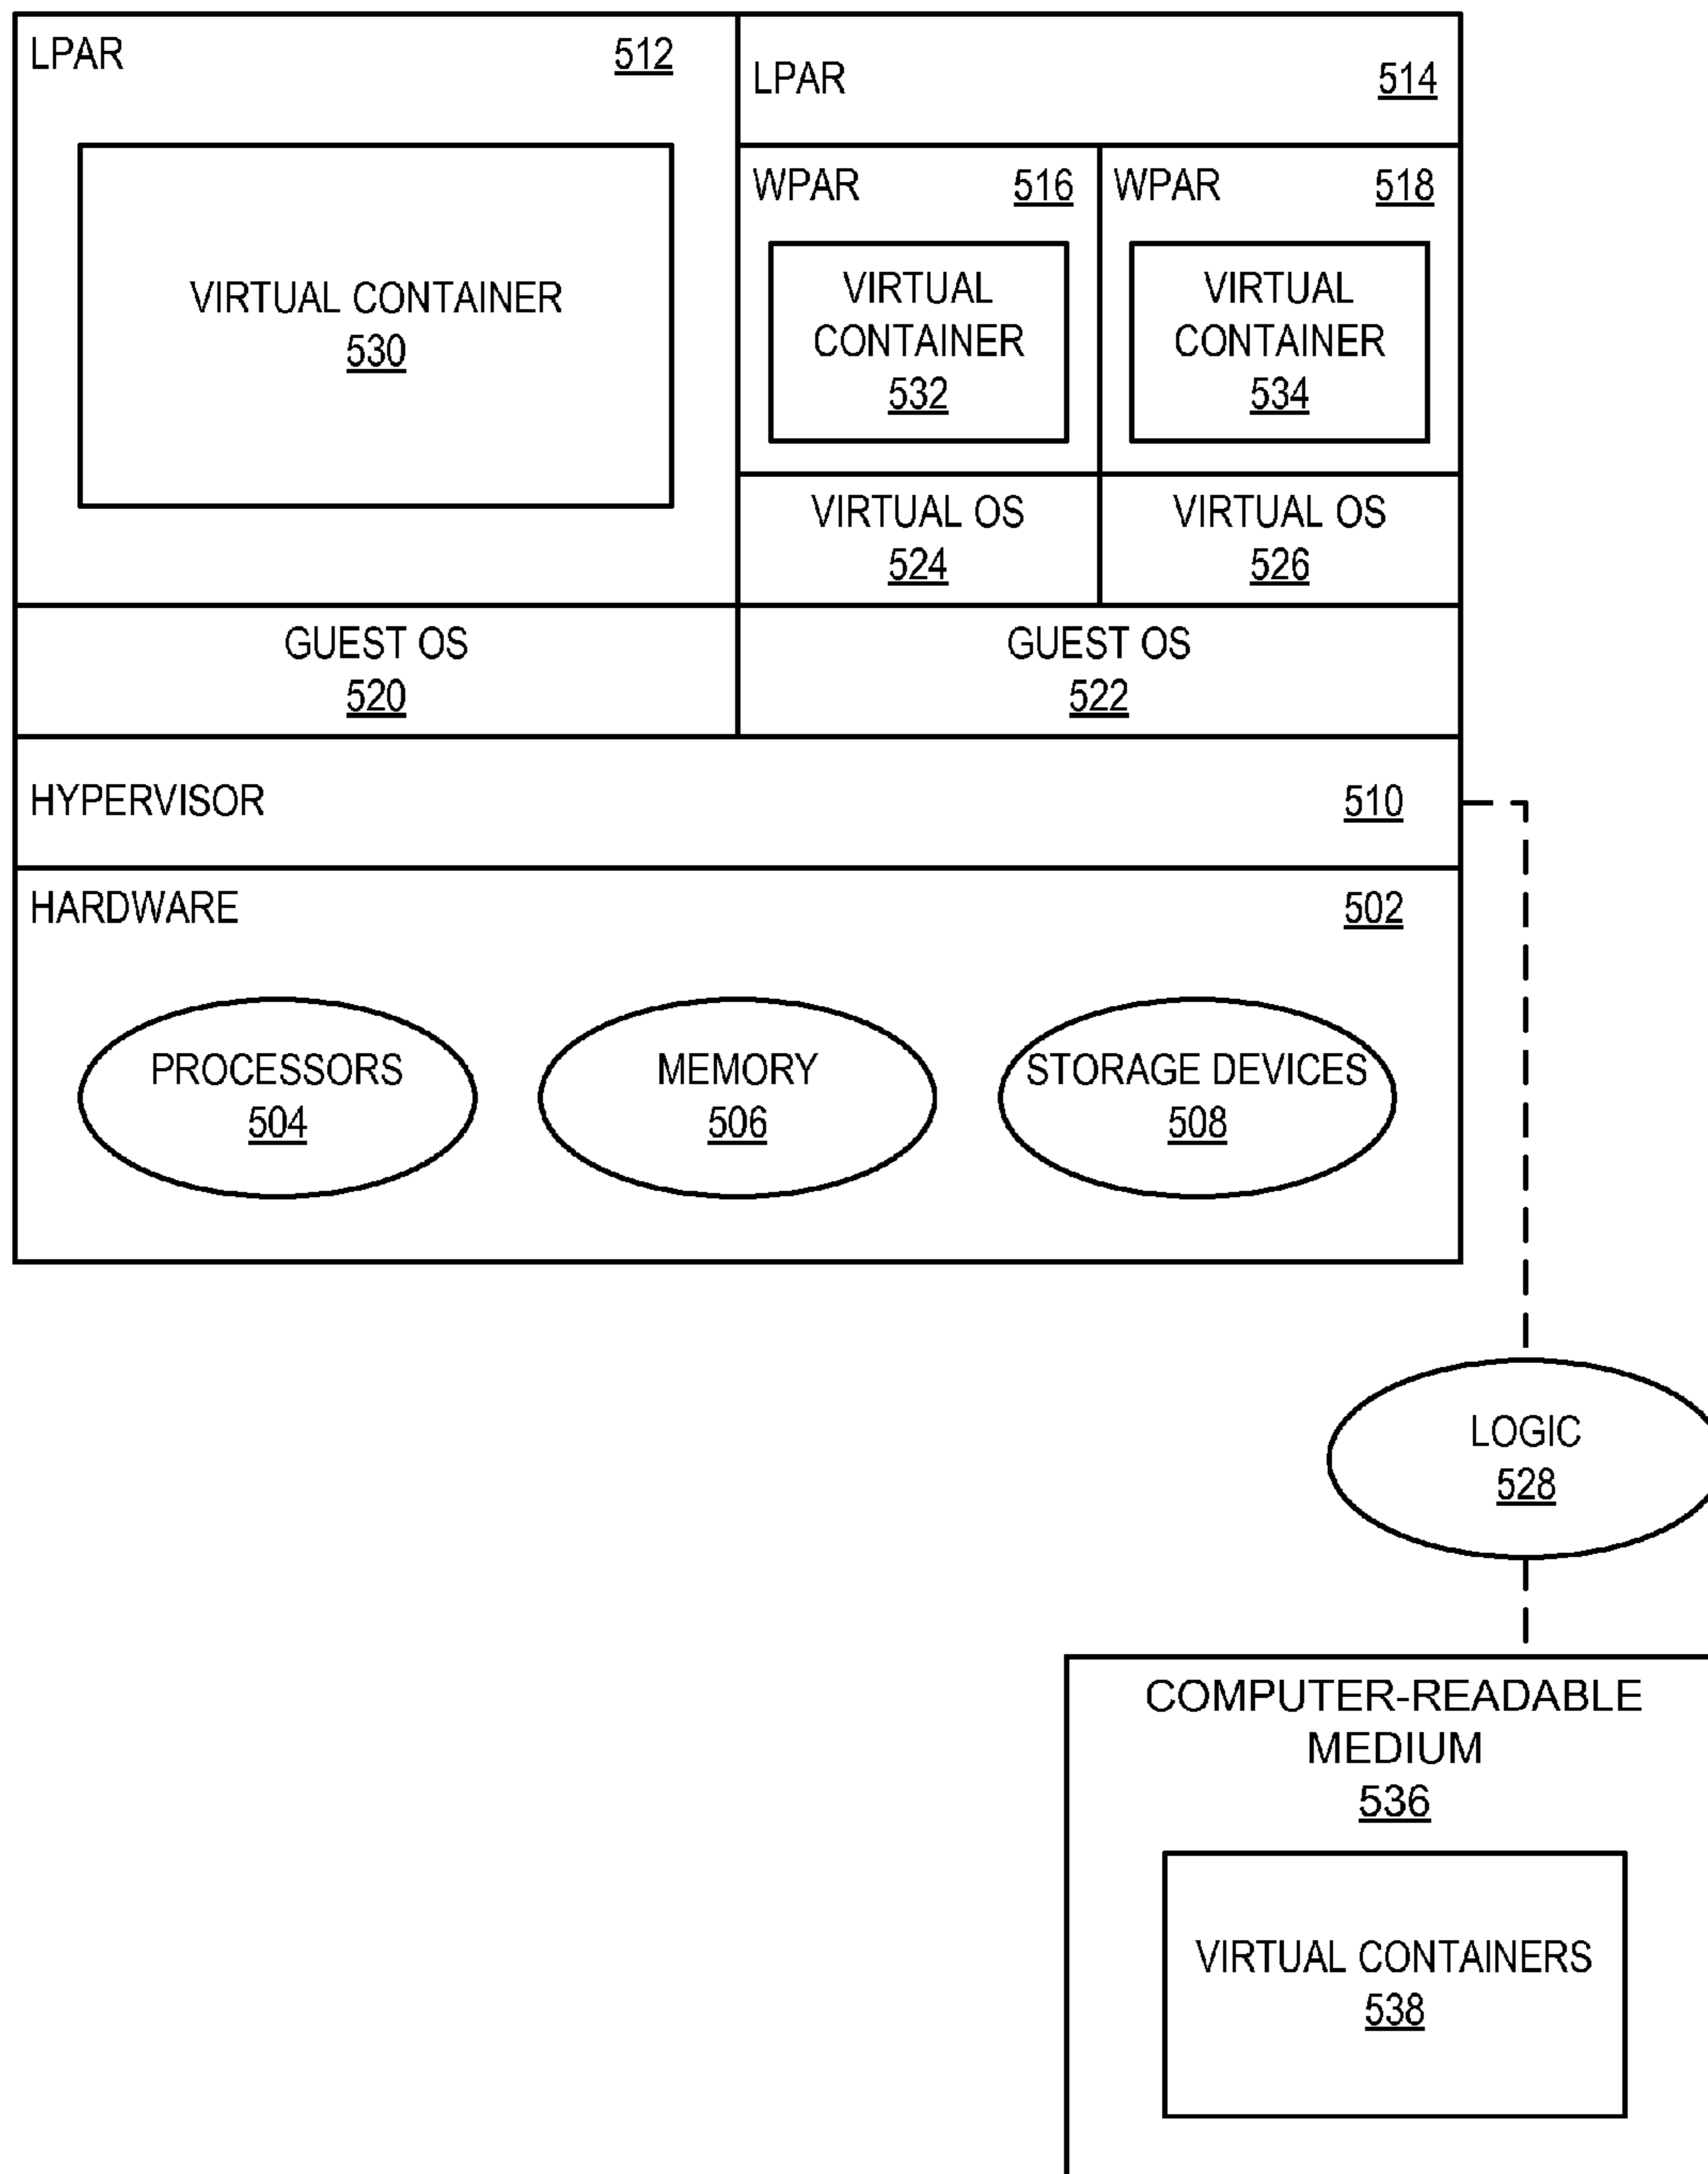 LPAR 512
LPAR 514
WPAR 516
WPAR 518
VIRTUAL CONTAINER
530
VIRTUAL
CONTAINER
532
VIRTUAL
CONTAINER
534
VIRTUAL OS
524
VIRTUAL OS
526
GUEST OS
520
GUEST OS
522
HYPERVISOR 510
HARDWARE 502
PROCESSORS
504
MEMORY
506
STORAGE DEVICES
508
LOGIC
528
COMPUTER-READABLE
MEDIUM
536
VIRTUAL CONTAINERS
538